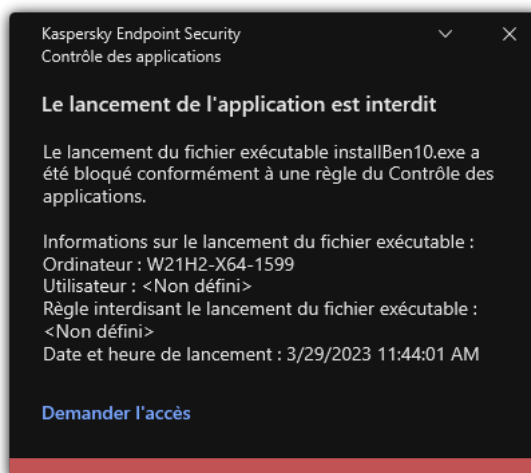 Kaspersky Endpoint Security
Contrôle des applications
Le lancement de l'application est interdit
Le lancement du fichier exécutable installBen10.exe a
été bloqué conformément à une règle du Contrôle des
applications.
Informations sur le lancement du fichier exécutable :
Ordinateur : W21H2-X64-1599
Utilisateur : <Non défini>
Règle interdisant le lancement du fichier exécutable :
<Non défini>
Date et heure de lancement : 3/29/2023 11:44:01 AM
Demander l'accès